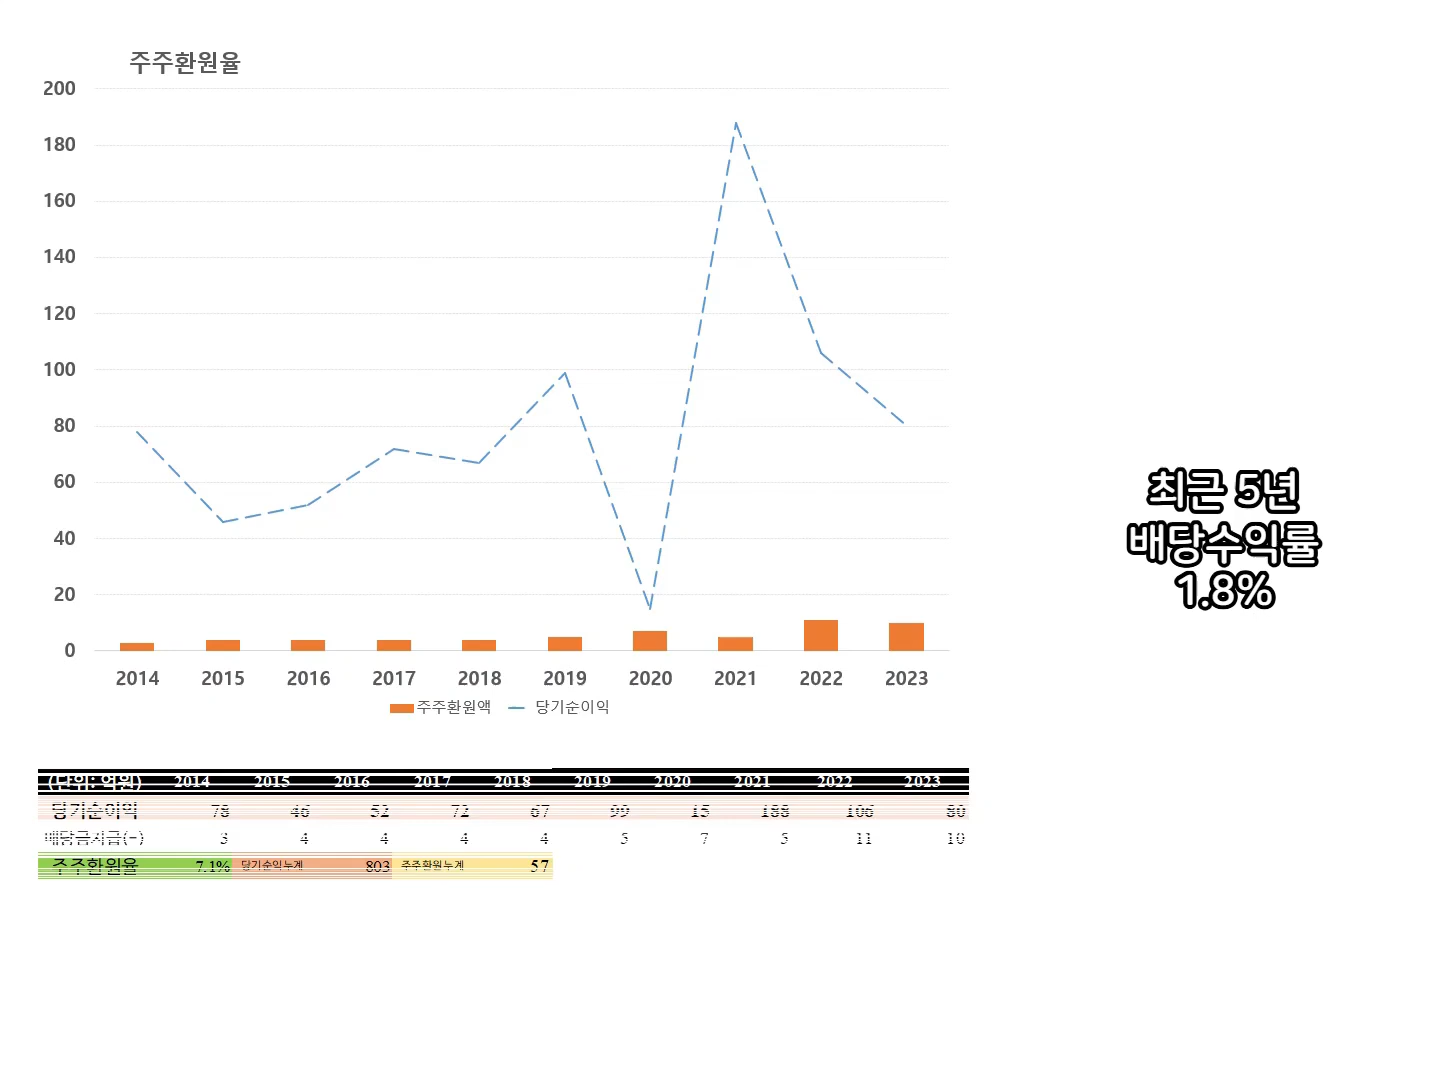 주주환원율
200
180
160
140
120
100
80
60
40
20
0
2014 2015 2016 2017 2018 2019 2020 2021 2022 2023
주주환원액 당기순이익
최근 5년
배당수익률
1.8%
(단위: 억원) 2014 2015 2016 2017 2018 2019 2020 2021 2022 2023
당기순이익 78 46 52 72 67 99 15 188 106 80
배당금지급(-) 3 4 4 4 4 5 7 5 11 10
주주환원율 7.1% 당기순익누계 803 주주환원누계 57